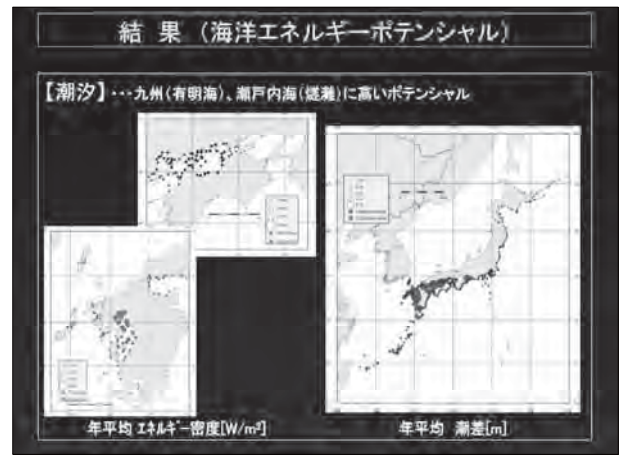 結 果 (海洋エネルギーポテンシャル)
【潮汐】・・・九州(有明海)、瀬戸内海(燧灘)に高いポテンシャル
年平均 エネルギー密度[W/m²]
年平均 潮差[m]